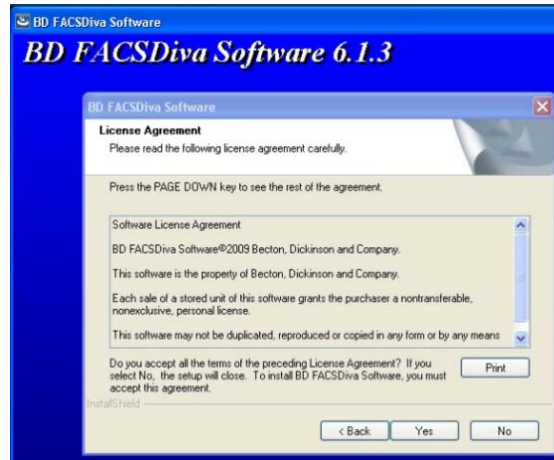 BD FACSDiva Software
BD FACSDiva Software 6.1.3
BD FACSDiva Software
License Agreement
Please read the following license agreement carefully.
Press the PAGE DOWN key to see the rest of the agreement.
Software License Agreement
BD FACSDiva Software©2009 Becton, Dickinson and Company.
This software is the property of Becton, Dickinson and Company.
Each sale of a stored unit of this software grants the purchaser a nontransferable,
nonexclusive, personal license.
This software may not be duplicated, reproduced or copied in any form or by any means
Do you accept all the terms of the preceding License Agreement? If you
select No, the setup will close. To install BD FACSDiva Software, you must
accept this agreement.
Print
InstallShield
< Back
Yes
No